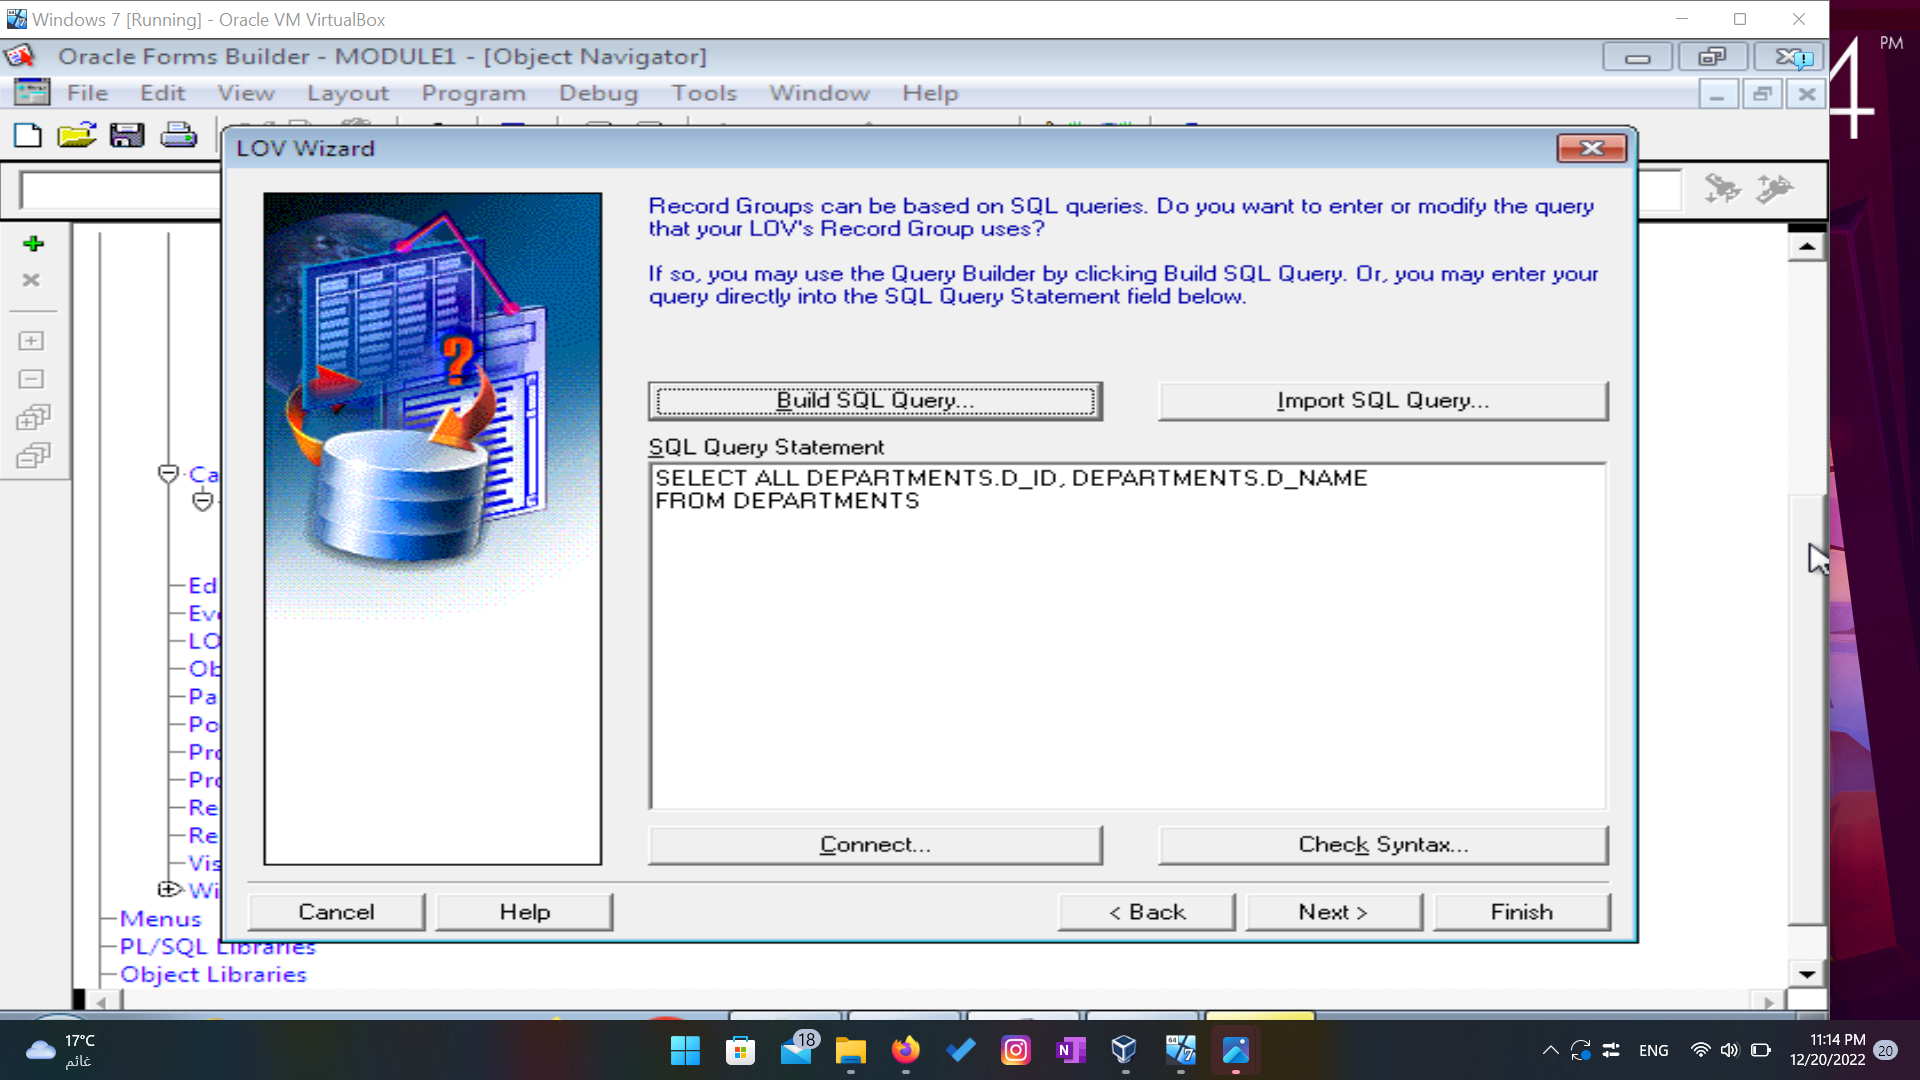 Windows 7 [Running] - Oracle VM VirtualBox
PM
4
Oracle Forms Builder - MODULE1 - [Object Navigator]
File Edit View Layout Program Debug Tools Window Help
LOV Wizard
Record Groups can be based on SQL queries. Do you want to enter or modify the query
that your LOV's Record Group uses?
If so, you may use the Query Builder by clicking Build SQL Query. Or, you may enter your
query directly into the SQL Query Statement field below.
Build SQL Query...
Import SQL Query...
SQL Query Statement
SELECT ALL DEPARTMENTS.D_ID, DEPARTMENTS.D_NAME
FROM DEPARTMENTS
Ca
Ed
Eve
LO
Ob
Pa
Po
Pro
Pro
Re
Re
Vis
Wi
Connect...
Check Syntax...
Cancel
Help
< Back
Next >
Finish
Menus
PL/SQL Libraries
Object Libraries
17°C
غائم
18
64
7
ENG
11:14 PM
12/20/2022
20